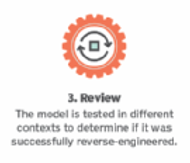 3. Review
The model is tested in different
contexts to determine if it was
successfully reverse-engineered.